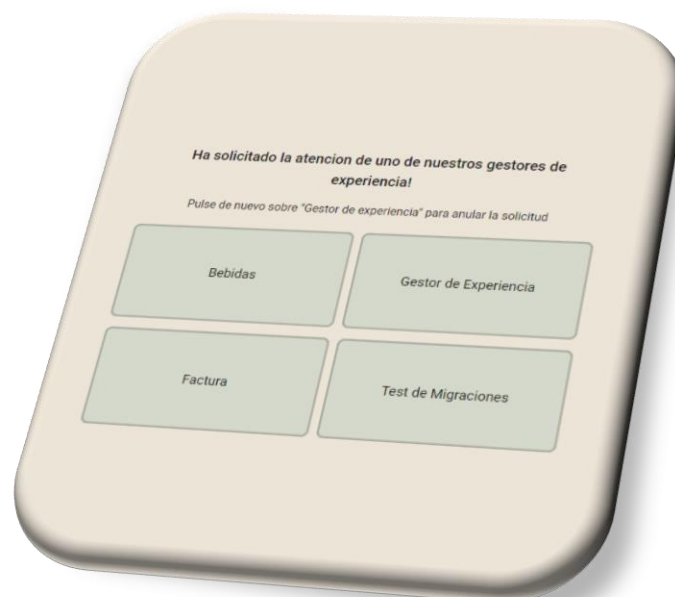 Ha solicitado la atencion de uno de nuestros gestores de
experiencia!
Pulse de nuevo sobre "Gestor de experiencia" para anular la solicitud
Bebidas
Gestor de Experiencia
Factura
Test de Migraciones